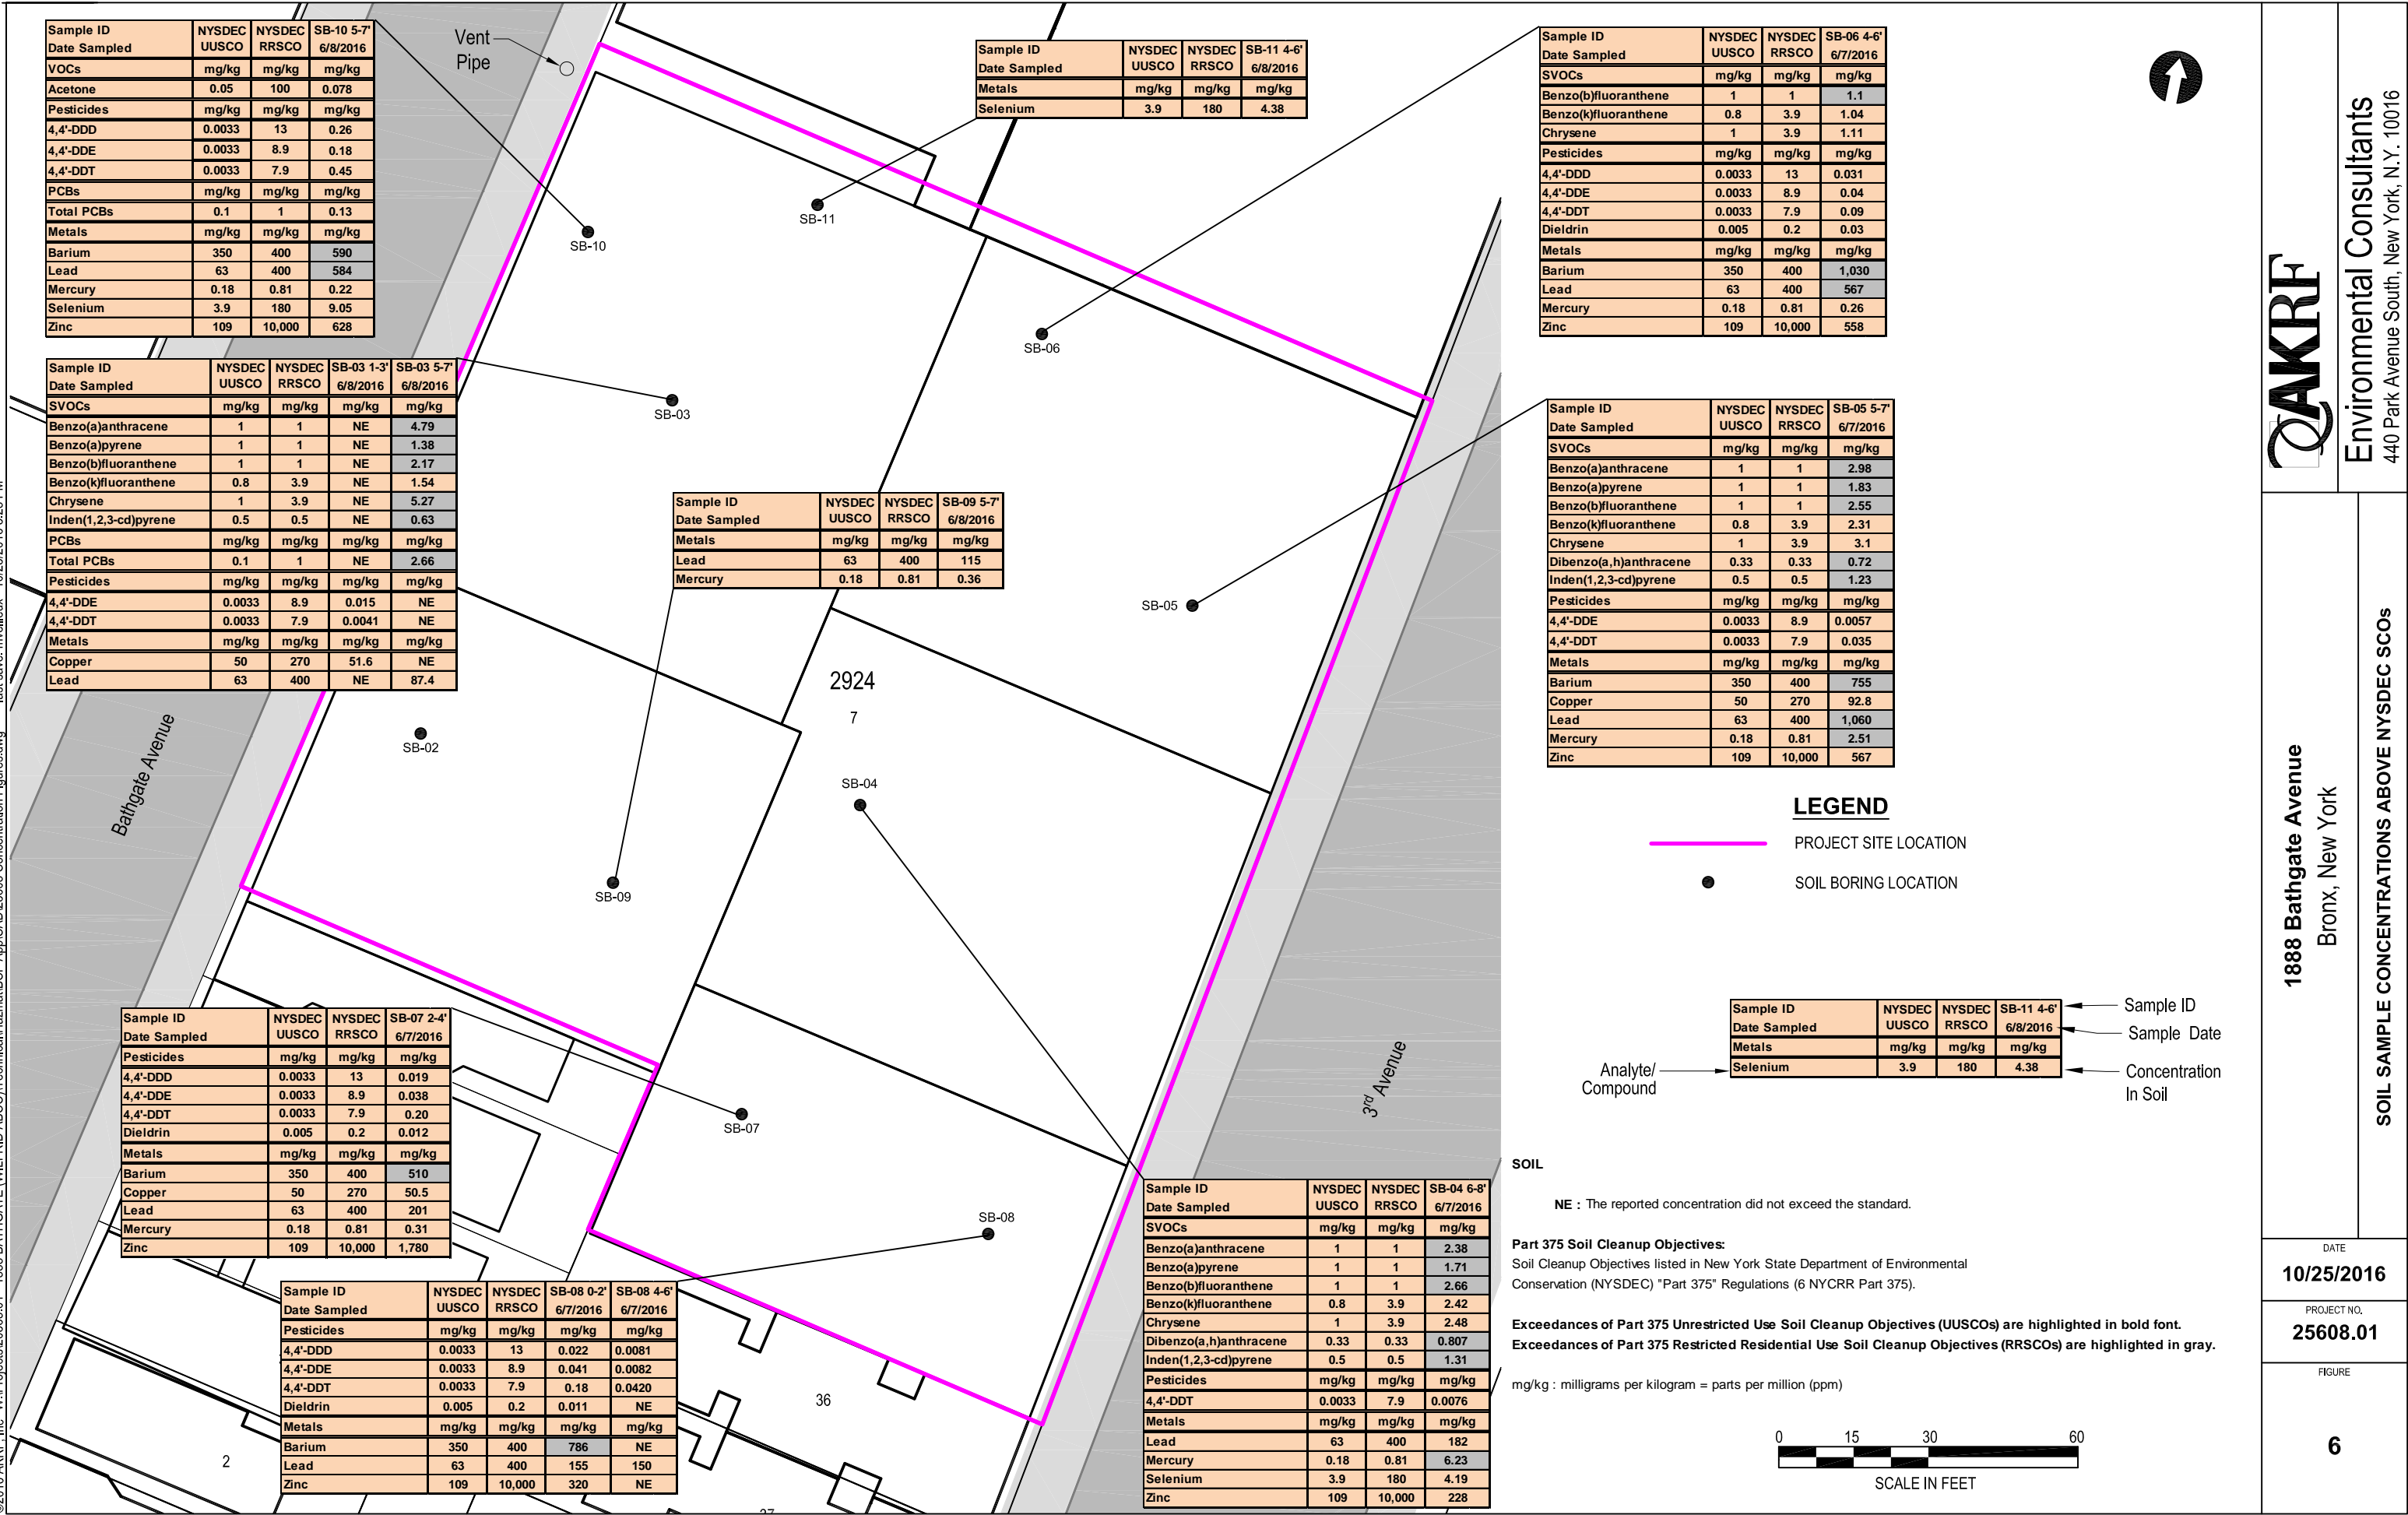 Sample ID NYSDEC NYSDEC SB-10 5-7'
Date Sampled UUSCO RRSCO 6/8/2016
VOCs mg/kg mg/kg mg/kg
Acetone 0.05 100 0.078
Pesticides mg/kg mg/kg mg/kg
4,4'-DDD 0.0033 13 0.26
4,4'-DDE 0.0033 8.9 0.18
4,4'-DDT 0.0033 7.9 0.45
PCBs mg/kg mg/kg mg/kg
Total PCBs 0.1 1 0.13
Metals mg/kg mg/kg mg/kg
Barium 350 400 590
Lead 63 400 584
Mercury 0.18 0.81 0.22
Selenium 3.9 180 9.05
Zinc 109 10,000 628
Vent
Pipe
Sample ID NYSDEC NYSDEC SB-11 4-6'
Date Sampled UUSCO RRSCO 6/8/2016
Metals mg/kg mg/kg mg/kg
Selenium 3.9 180 4.38
Sample ID NYSDEC NYSDEC SB-06 4-6'
Date Sampled UUSCO RRSCO 6/7/2016
SVOCs mg/kg mg/kg mg/kg
Benzo(b)fluoranthene 1 1 1.1
Benzo(k)fluoranthene 0.8 3.9 1.04
Chrysene 1 3.9 1.11
Pesticides mg/kg mg/kg mg/kg
4,4'-DDD 0.0033 13 0.031
4,4'-DDE 0.0033 8.9 0.04
4,4'-DDT 0.0033 7.9 0.09
Dieldrin 0.005 0.2 0.03
Metals mg/kg mg/kg mg/kg
Barium 350 400 1,030
Lead 63 400 567
Mercury 0.18 0.81 0.26
Zinc 109 10,000 558
SB-10
SB-11
SB-06
SB-03
Sample ID NYSDEC NYSDEC SB-03 1-3' SB-03 5-7'
Date Sampled UUSCO RRSCO 6/8/2016 6/8/2016
SVOCs mg/kg mg/kg mg/kg mg/kg
Benzo(a)anthracene 1 1 NE 4.79
Benzo(a)pyrene 1 1 NE 1.38
Benzo(b)fluoranthene 1 1 NE 2.17
Benzo(k)fluoranthene 0.8 3.9 NE 1.54
Chrysene 1 3.9 NE 5.27
Inden(1,2,3-cd)pyrene 0.5 0.5 NE 0.63
PCBs mg/kg mg/kg mg/kg mg/kg
Total PCBs 0.1 1 NE 2.66
Pesticides mg/kg mg/kg mg/kg mg/kg
4,4'-DDE 0.0033 8.9 0.015 NE
4,4'-DDT 0.0033 7.9 0.0041 NE
Metals mg/kg mg/kg mg/kg mg/kg
Copper 50 270 51.6 NE
Lead 63 400 NE 87.4
Sample ID NYSDEC NYSDEC SB-09 5-7'
Date Sampled UUSCO RRSCO 6/8/2016
Metals mg/kg mg/kg mg/kg
Lead 63 400 115
Mercury 0.18 0.81 0.36
Sample ID NYSDEC NYSDEC SB-05 5-7'
Date Sampled UUSCO RRSCO 6/7/2016
SVOCs mg/kg mg/kg mg/kg
Benzo(a)anthracene 1 1 2.98
Benzo(a)pyrene 1 1 1.83
Benzo(b)fluoranthene 1 1 2.55
Benzo(k)fluoranthene 0.8 3.9 2.31
Chrysene 1 3.9 3.1
Dibenzo(a,h)anthracene 0.33 0.33 0.72
Inden(1,2,3-cd)pyrene 0.5 0.5 1.23
Pesticides mg/kg mg/kg mg/kg
4,4'-DDE 0.0033 8.9 0.0057
4,4'-DDT 0.0033 7.9 0.035
Metals mg/kg mg/kg mg/kg
Barium 350 400 755
Copper 50 270 92.8
Lead 63 400 1,060
Mercury 0.18 0.81 2.51
Zinc 109 10,000 567
SB-05
2924
7
SB-02
SB-04
SB-09
Bathgate Avenue
3rd Avenue
LEGEND
PROJECT SITE LOCATION
SOIL BORING LOCATION
Sample ID NYSDEC NYSDEC SB-11 4-6'
Date Sampled UUSCO RRSCO 6/8/2016
Metals mg/kg mg/kg mg/kg
Selenium 3.9 180 4.38
Sample ID
Sample Date
Analyte/
Compound
Concentration
In Soil
Sample ID NYSDEC NYSDEC SB-07 2-4'
Date Sampled UUSCO RRSCO 6/7/2016
Pesticides mg/kg mg/kg mg/kg
4,4'-DDD 0.0033 13 0.019
4,4'-DDE 0.0033 8.9 0.038
4,4'-DDT 0.0033 7.9 0.20
Dieldrin 0.005 0.2 0.012
Metals mg/kg mg/kg mg/kg
Barium 350 400 510
Copper 50 270 50.5
Lead 63 400 201
Mercury 0.18 0.81 0.31
Zinc 109 10,000 1,780
SB-07
SB-08
Sample ID NYSDEC NYSDEC SB-08 0-2' SB-08 4-6'
Date Sampled UUSCO RRSCO 6/7/2016 6/7/2016
Pesticides mg/kg mg/kg mg/kg mg/kg
4,4'-DDD 0.0033 13 0.022 0.0081
4,4'-DDE 0.0033 8.9 0.041 0.0082
4,4'-DDT 0.0033 7.9 0.18 0.0420
Dieldrin 0.005 0.2 0.011 NE
Metals mg/kg mg/kg mg/kg mg/kg
Barium 350 400 786 NE
Lead 63 400 155 150
Zinc 109 10,000 320 NE
2
36
Sample ID NYSDEC NYSDEC SB-04 6-8'
Date Sampled UUSCO RRSCO 6/7/2016
SVOCs mg/kg mg/kg mg/kg
Benzo(a)anthracene 1 1 2.38
Benzo(a)pyrene 1 1 1.71
Benzo(b)fluoranthene 1 1 2.66
Benzo(k)fluoranthene 0.8 3.9 2.42
Chrysene 1 3.9 2.48
Dibenzo(a,h)anthracene 0.33 0.33 0.807
Inden(1,2,3-cd)pyrene 0.5 0.5 1.31
Pesticides mg/kg mg/kg mg/kg
4,4'-DDT 0.0033 7.9 0.0076
Metals mg/kg mg/kg mg/kg
Lead 63 400 182
Mercury 0.18 0.81 6.23
Selenium 3.9 180 4.19
Zinc 109 10,000 228
SOIL
NE : The reported concentration did not exceed the standard.
Part 375 Soil Cleanup Objectives:
Soil Cleanup Objectives listed in New York State Department of Environmental
Conservation (NYSDEC) "Part 375" Regulations (6 NYCRR Part 375).
Exceedances of Part 375 Unrestricted Use Soil Cleanup Objectives (UUSCOs) are highlighted in bold font.
Exceedances of Part 375 Restricted Residential Use Soil Cleanup Objectives (RRSCOs) are highlighted in gray.
mg/kg : milligrams per kilogram = parts per million (ppm)
0 15 30 60
SCALE IN FEET
AKRF
Environmental Consultants
440 Park Avenue South, New York, N.Y. 10016
1888 Bathgate Avenue
Bronx, New York
SOIL SAMPLE CONCENTRATIONS ABOVE NYSDEC SCOs
DATE
10/25/2016
PROJECT NO.
25608.01
FIGURE
6